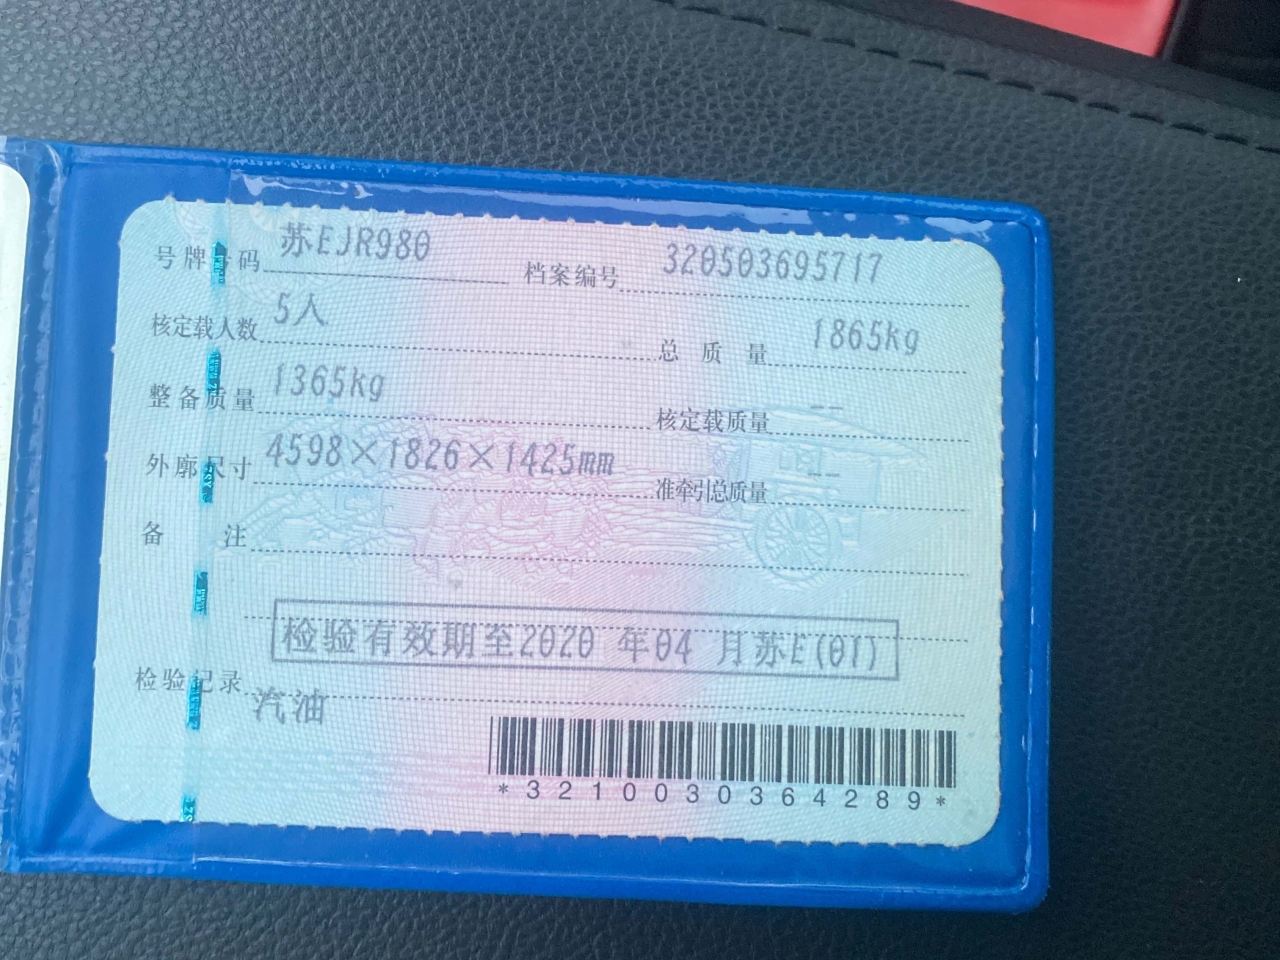 号牌号码 苏EJR980 档案编号 320503695717
核定载人数 5人 总质量 1865kg
整备质量 1365kg 核定载质量 --
外廓尺寸 4598×1826×1425mm 准牵引总质量 --
备注
检验有效期至2020 年04 月苏E(01)
检验记录
汽油
*3210030364289*